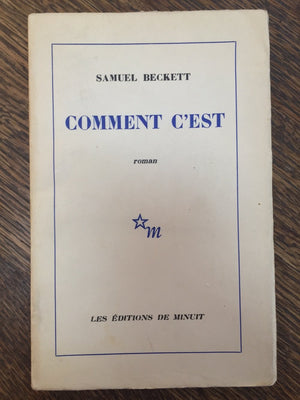 SAMUEL BECKETT
COMMENT C'EST
roman
m
LES ÉDITIONS DE MINUIT